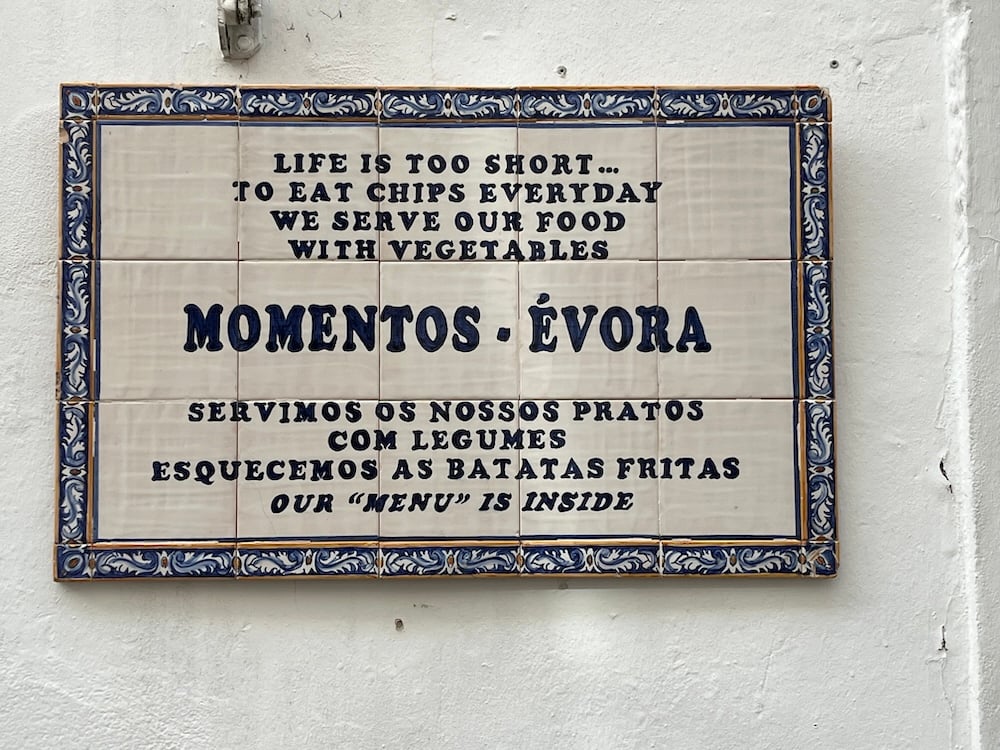 LIFE IS TOO SHORT...
TO EAT CHIPS EVERYDAY
WE SERVE OUR FOOD
WITH VEGETABLES
MOMENTOS - ÉVORA
SERVIMOS OS NOSSOS PRATOS
COM LEGUMES
ESQUECEMOS AS BATATAS FRITAS
OUR “MENU” IS INSIDE